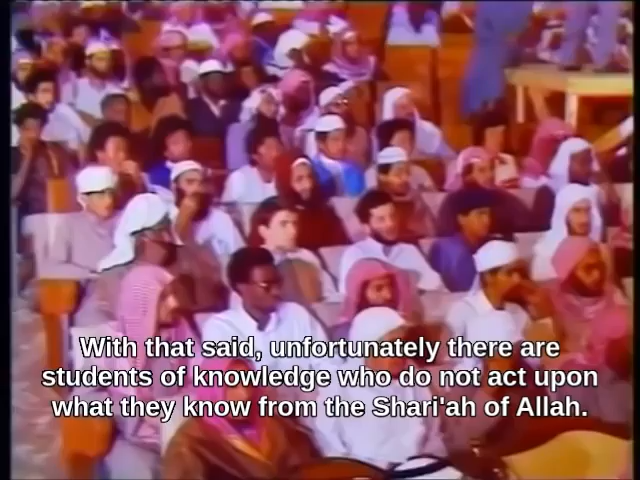 With that said, unfortunately there are
students of knowledge who do not act upon
what they know from the Shari'ah of Allah.